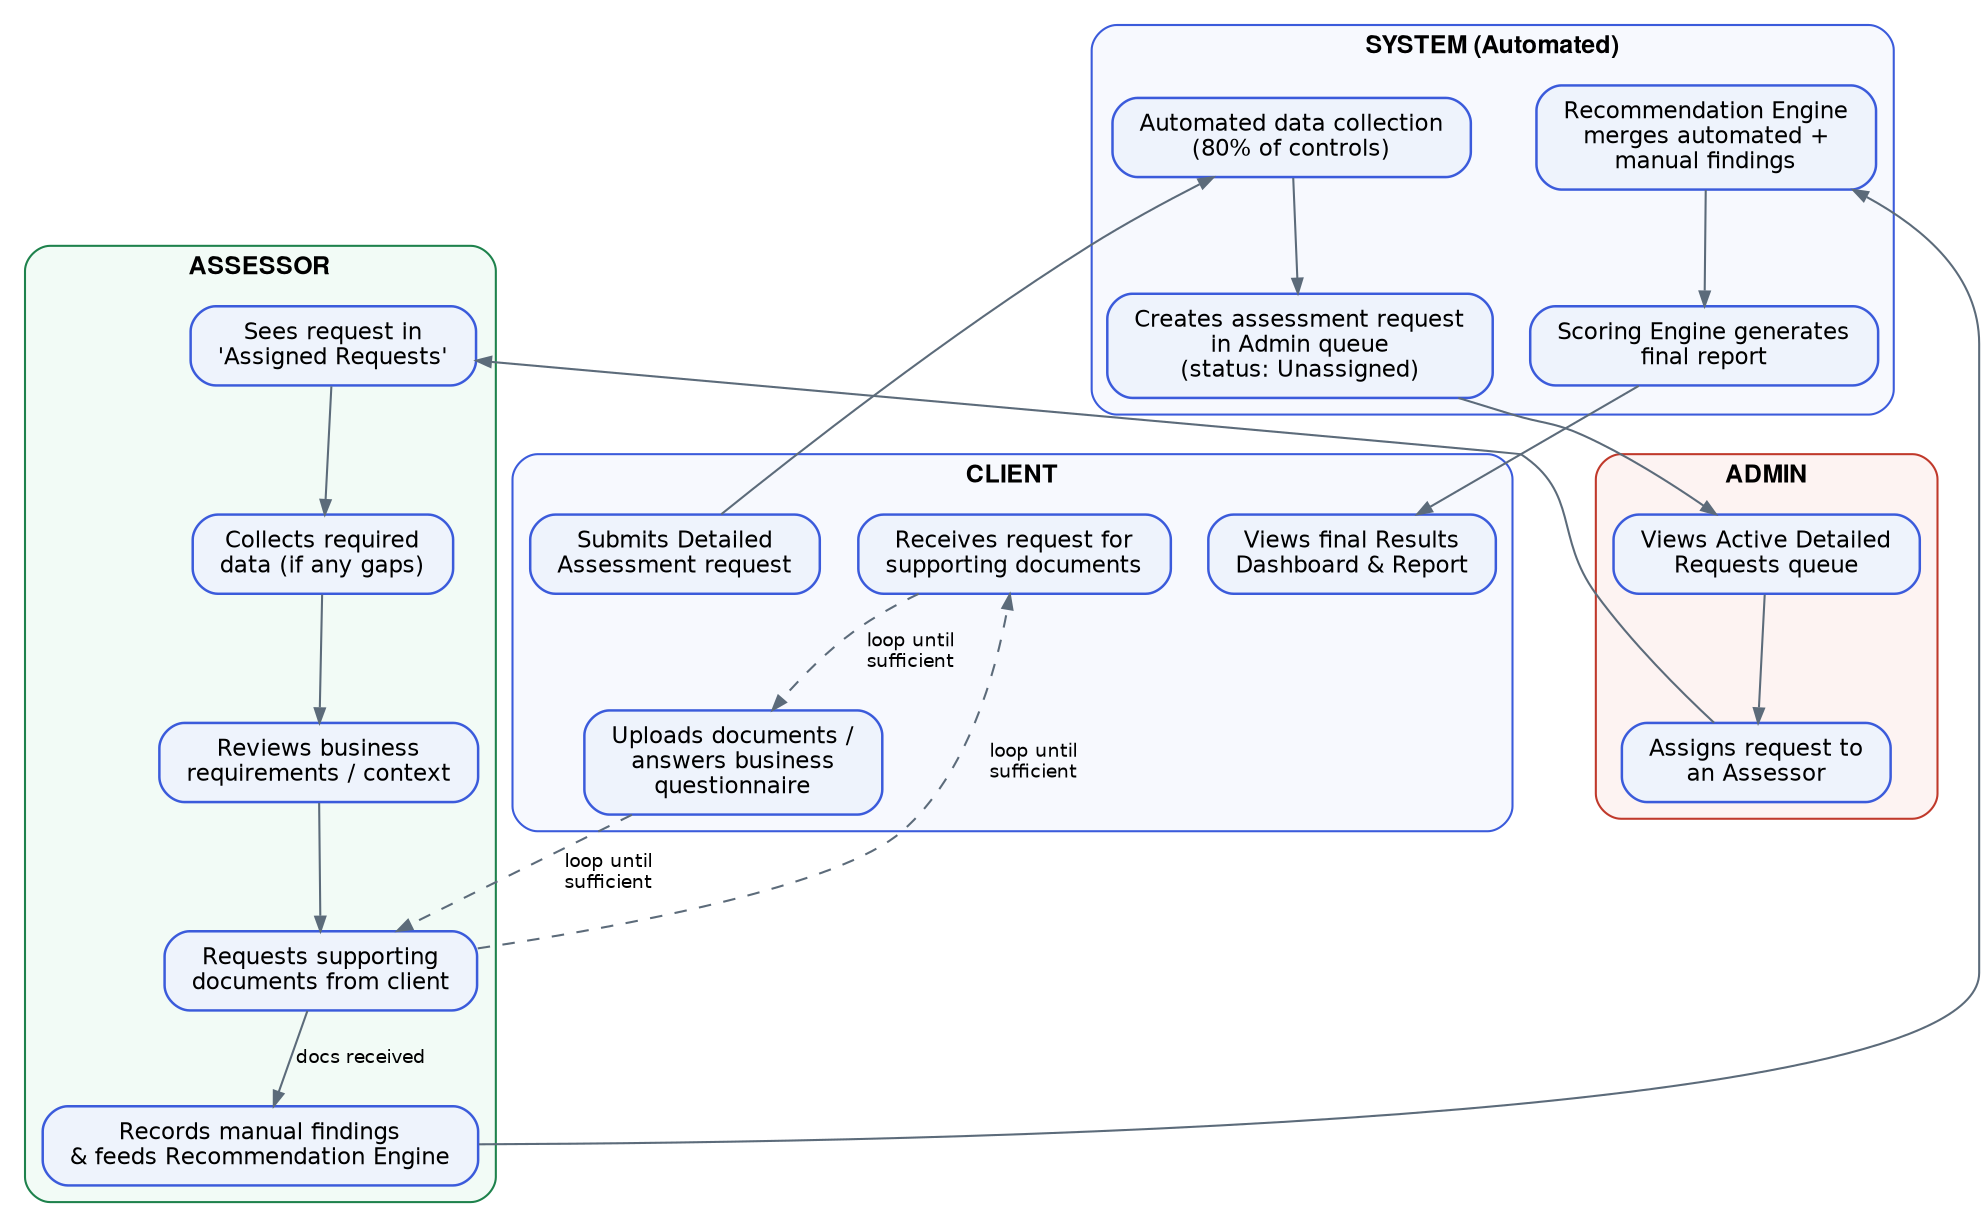 SYSTEM (Automated)
Automated data collection
(80% of controls)
Recommendation Engine
merges automated +
manual findings
Creates assessment request
in Admin queue
(status: Unassigned)
Scoring Engine generates
final report
ASSESSOR
Sees request in
'Assigned Requests'
Collects required
data (if any gaps)
Reviews business
requirements / context
Requests supporting
documents from client
docs received
Records manual findings
& feeds Recommendation Engine
CLIENT
Submits Detailed
Assessment request
Receives request for
supporting documents
Views final Results
Dashboard & Report
loop until
sufficient
Uploads documents /
answers business
questionnaire
loop until
sufficient
loop until
sufficient
ADMIN
Views Active Detailed
Requests queue
Assigns request to
an Assessor